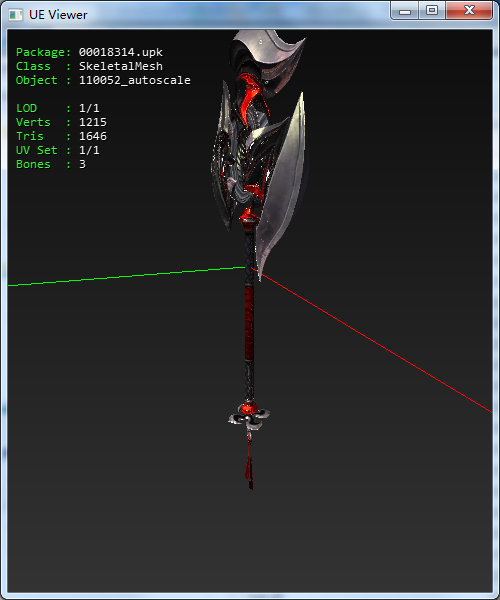 UE Viewer
Package: 00018314.upk
Class : SkeletalMesh
Object : 110052_autoscale
LOD : 1/1
Verts : 1215
Tris : 1646
UV Set : 1/1
Bones : 3